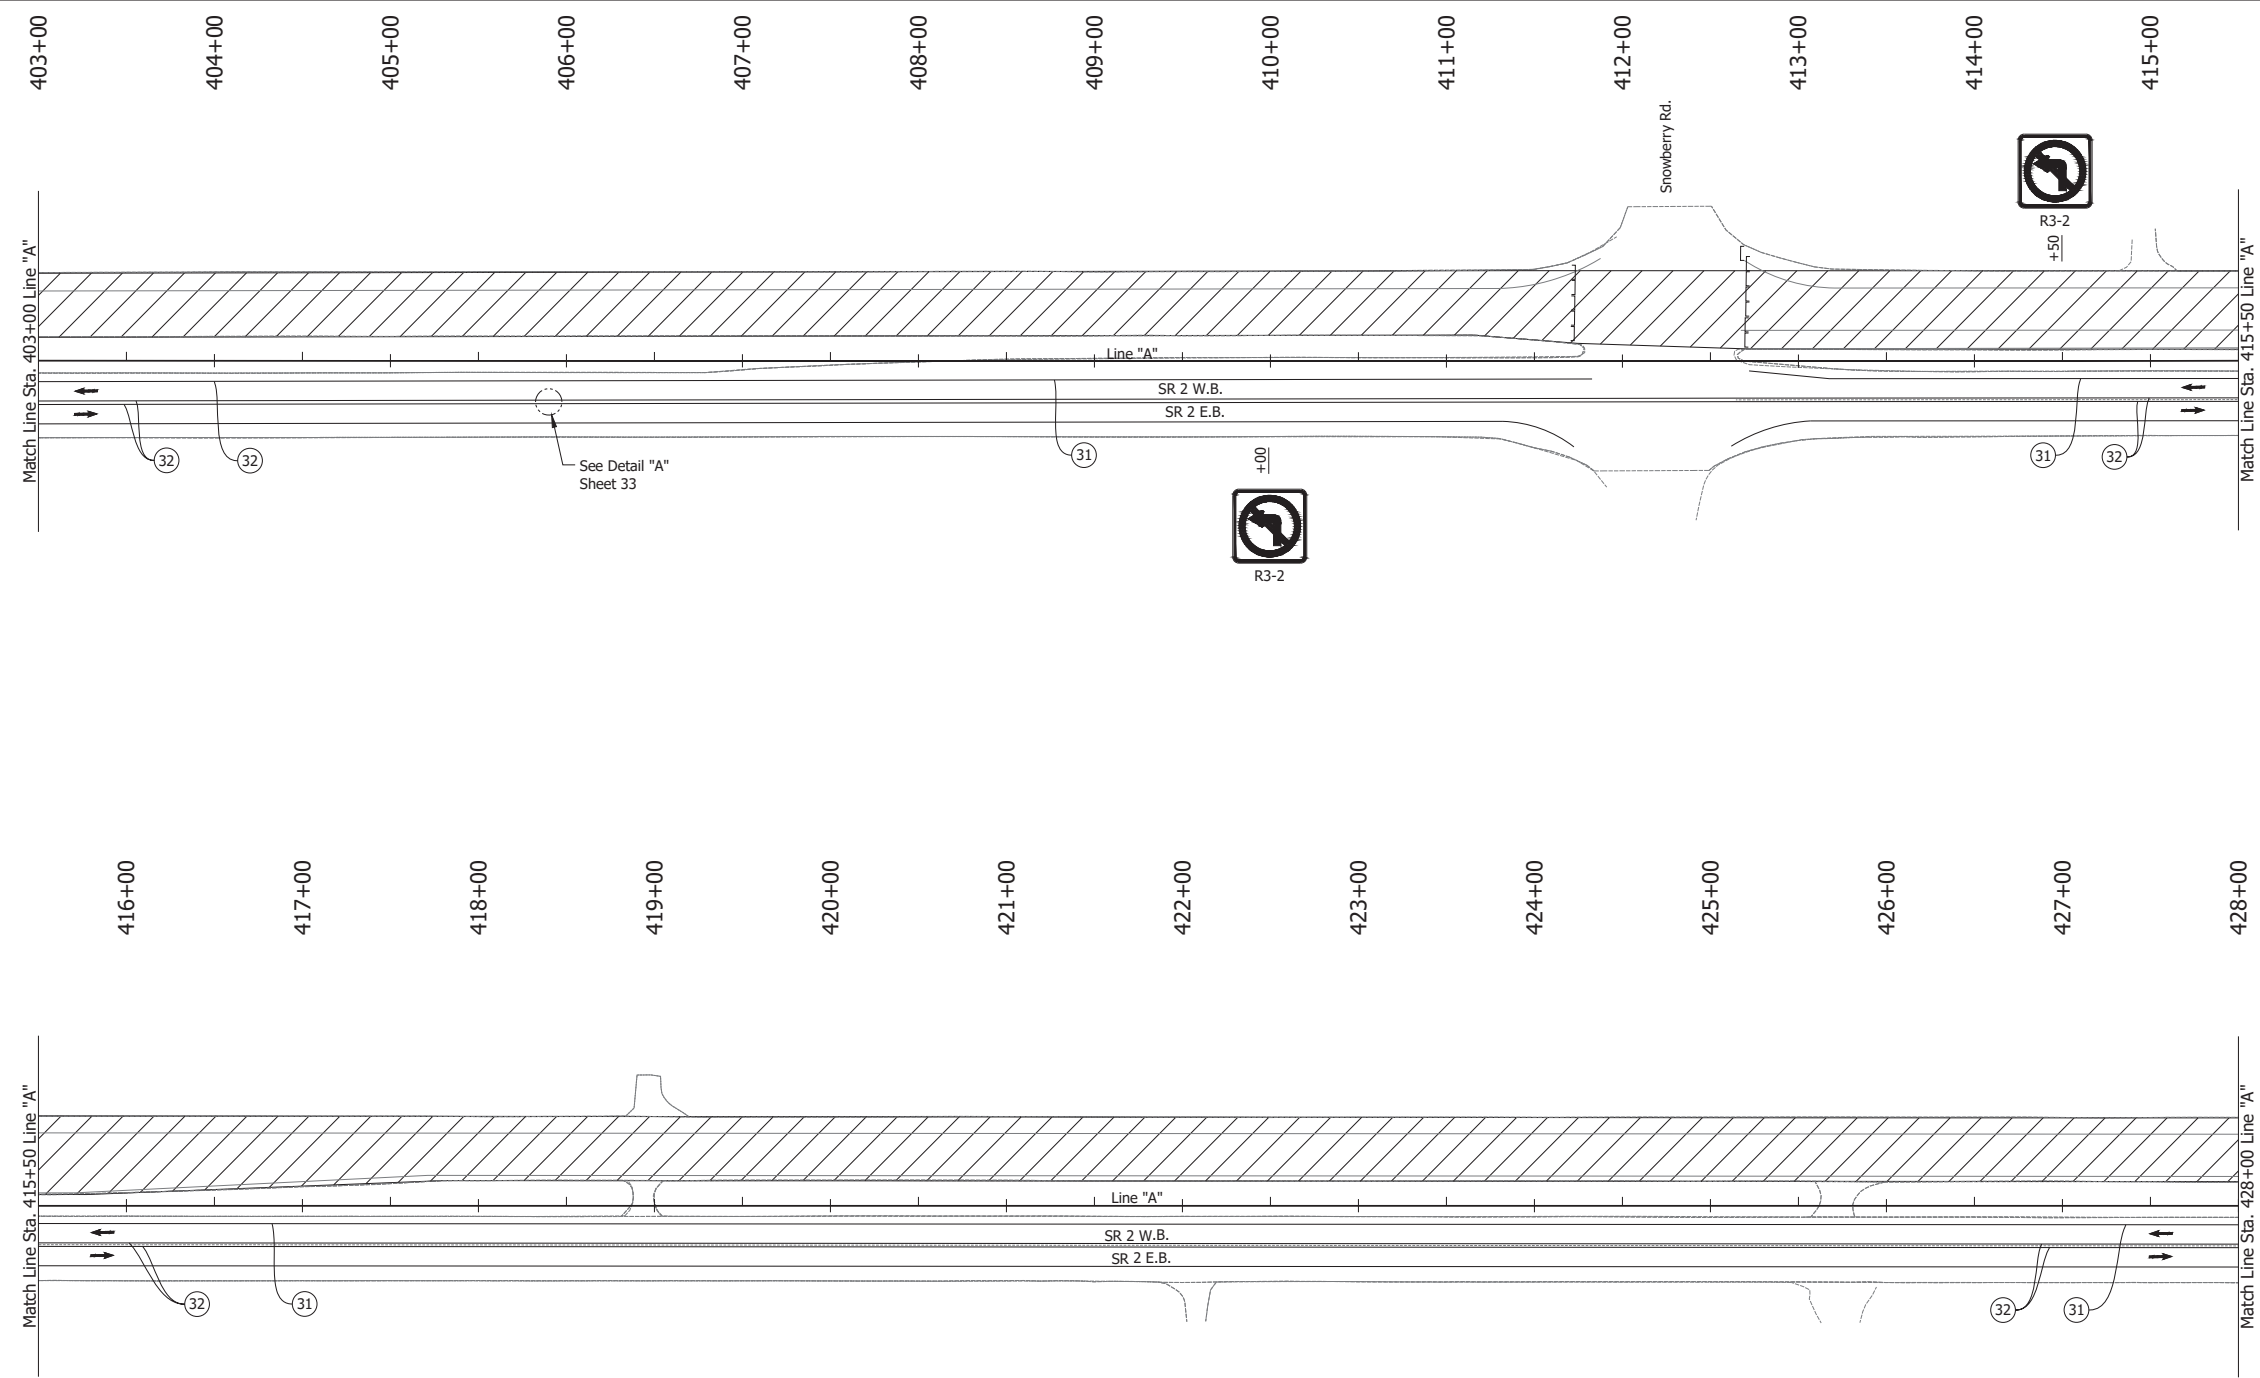 403+00
404+00
405+00
406+00
407+00
408+00
409+00
410+00
411+00
412+00
413+00
414+00
415+00
Snowberry Rd.
R3-2
+50
Match Line Sta. 403+00 Line "A"
Match Line Sta. 415+50 Line "A"
Line "A"
SR 2 W.B.
SR 2 E.B.
32
32
See Detail "A"
Sheet 33
31
+00
31
32
R3-2
416+00
417+00
418+00
419+00
420+00
421+00
422+00
423+00
424+00
425+00
426+00
427+00
428+00
Match Line Sta. 415+50 Line "A"
Match Line Sta. 428+00 Line "A"
Line "A"
SR 2 W.B.
SR 2 E.B.
32
31
32
31